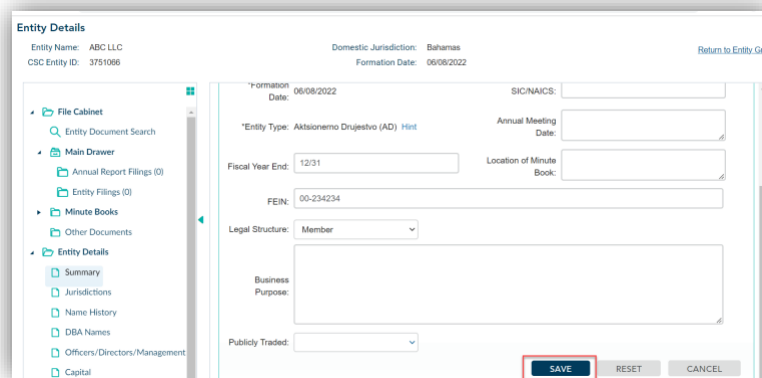 Entity Details
Entity Name: ABC LLC
Domestic Jurisdiction: Bahamas
CSC Entity ID: 3751066
Formation Date: 06/08/2022
Return to Entity
File Cabinet
Entity Document Search
Main Drawer
Annual Report Filings (0)
Entity Filings (0)
Minute Books
Other Documents
Entity Details
Summary
Jurisdictions
Name History
DBA Names
Officers/Directors/Management
Capital
*Formation
Date: 06/08/2022
SIC/NAICS:
*Entity Type: Aktsionerno Drujestvo (AD) Hint
Annual Meeting
Date:
Fiscal Year End: 12/31
Location of Minute
Book:
FEIN: 00-234234
Legal Structure: Member
Business
Purpose:
Publicly Traded:
SAVE RESET CANCEL